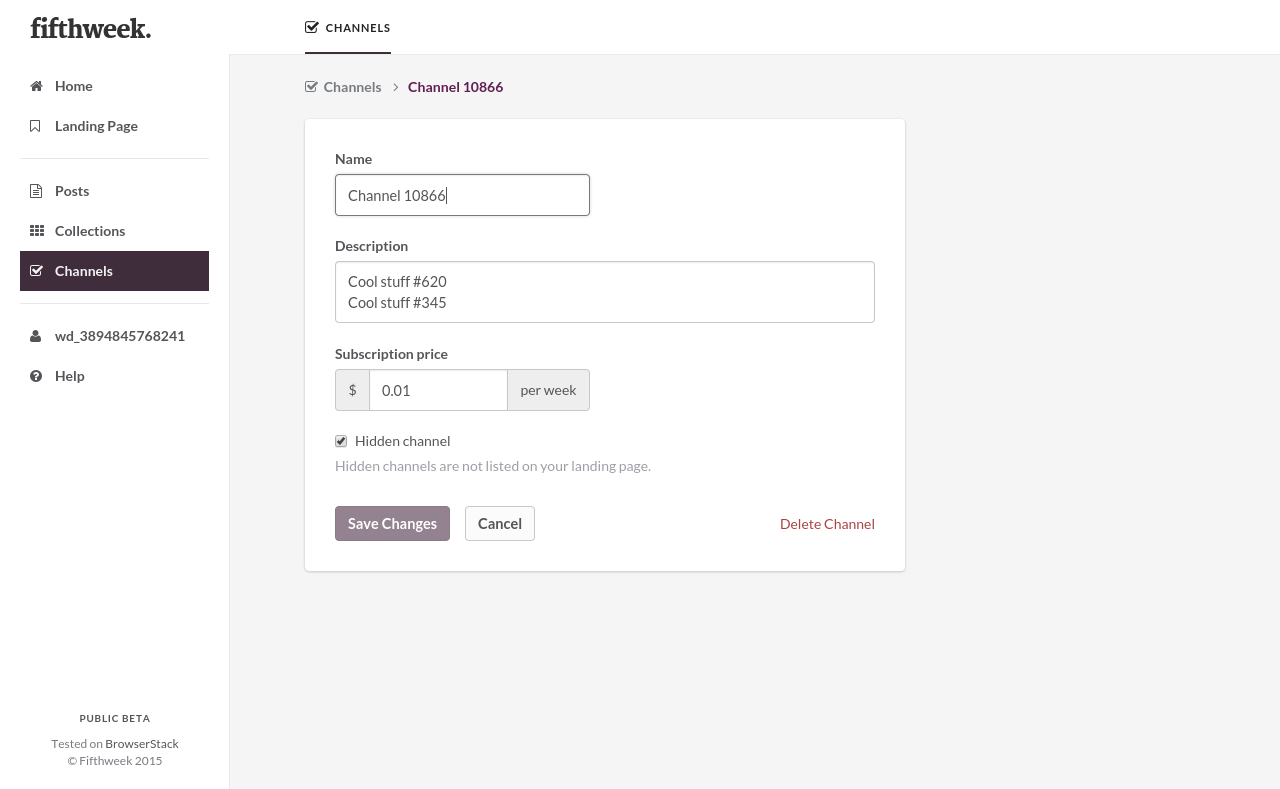 fifthweek.
CHANNELS
Home
Landing Page
Posts
Collections
Channels
wd_3894845768241
Help
PUBLIC BETA
Tested on BrowserStack
© Fifthweek 2015
Channels > Channel 10866
Name
Channel 10866
Description
Cool stuff #620
Cool stuff #345
Subscription price
$ 0.01 per week
Hidden channel
Hidden channels are not listed on your landing page.
Save Changes Cancel Delete Channel